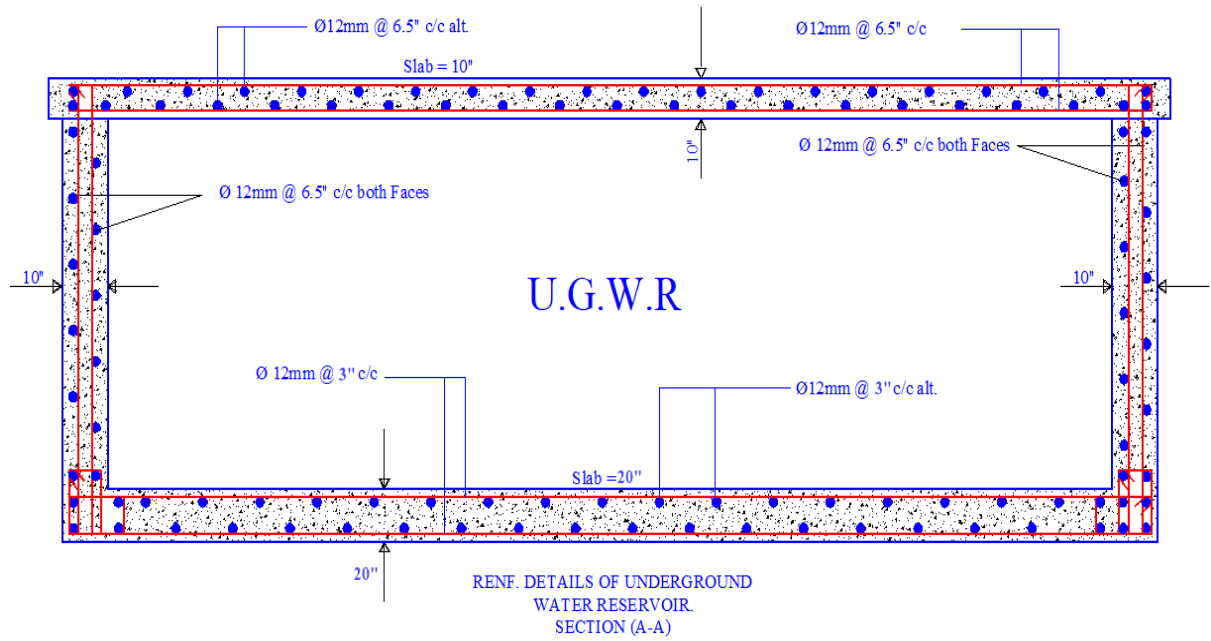 Ø12mm @ 6.5" c/c alt.
Ø12mm @ 6.5" c/c
Slab = 10"
10"
Ø 12mm @ 6.5" c/c both Faces
Ø 12mm @ 6.5" c/c both Faces
10"
10"
U.G.W.R
Ø 12mm @ 3" c/c
Ø12mm @ 3" c/c alt.
Slab =20"
20"
RENF. DETAILS OF UNDERGROUND
WATER RESERVOIR.
SECTION (A-A)